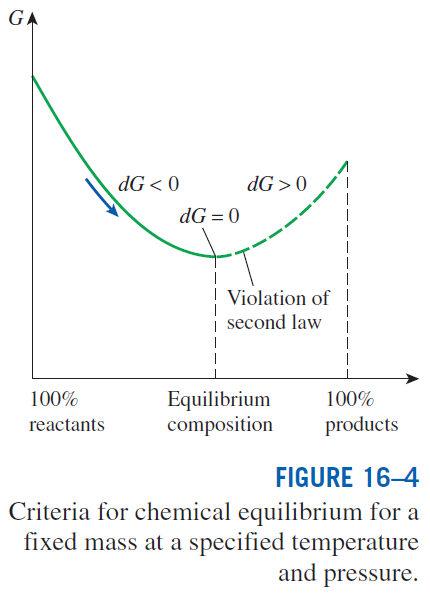 G
dG < 0
dG > 0
dG = 0
Violation of
second law
100%
reactants
Equilibrium
composition
100%
products
FIGURE 16–4
Criteria for chemical equilibrium for a
fixed mass at a specified temperature
and pressure.